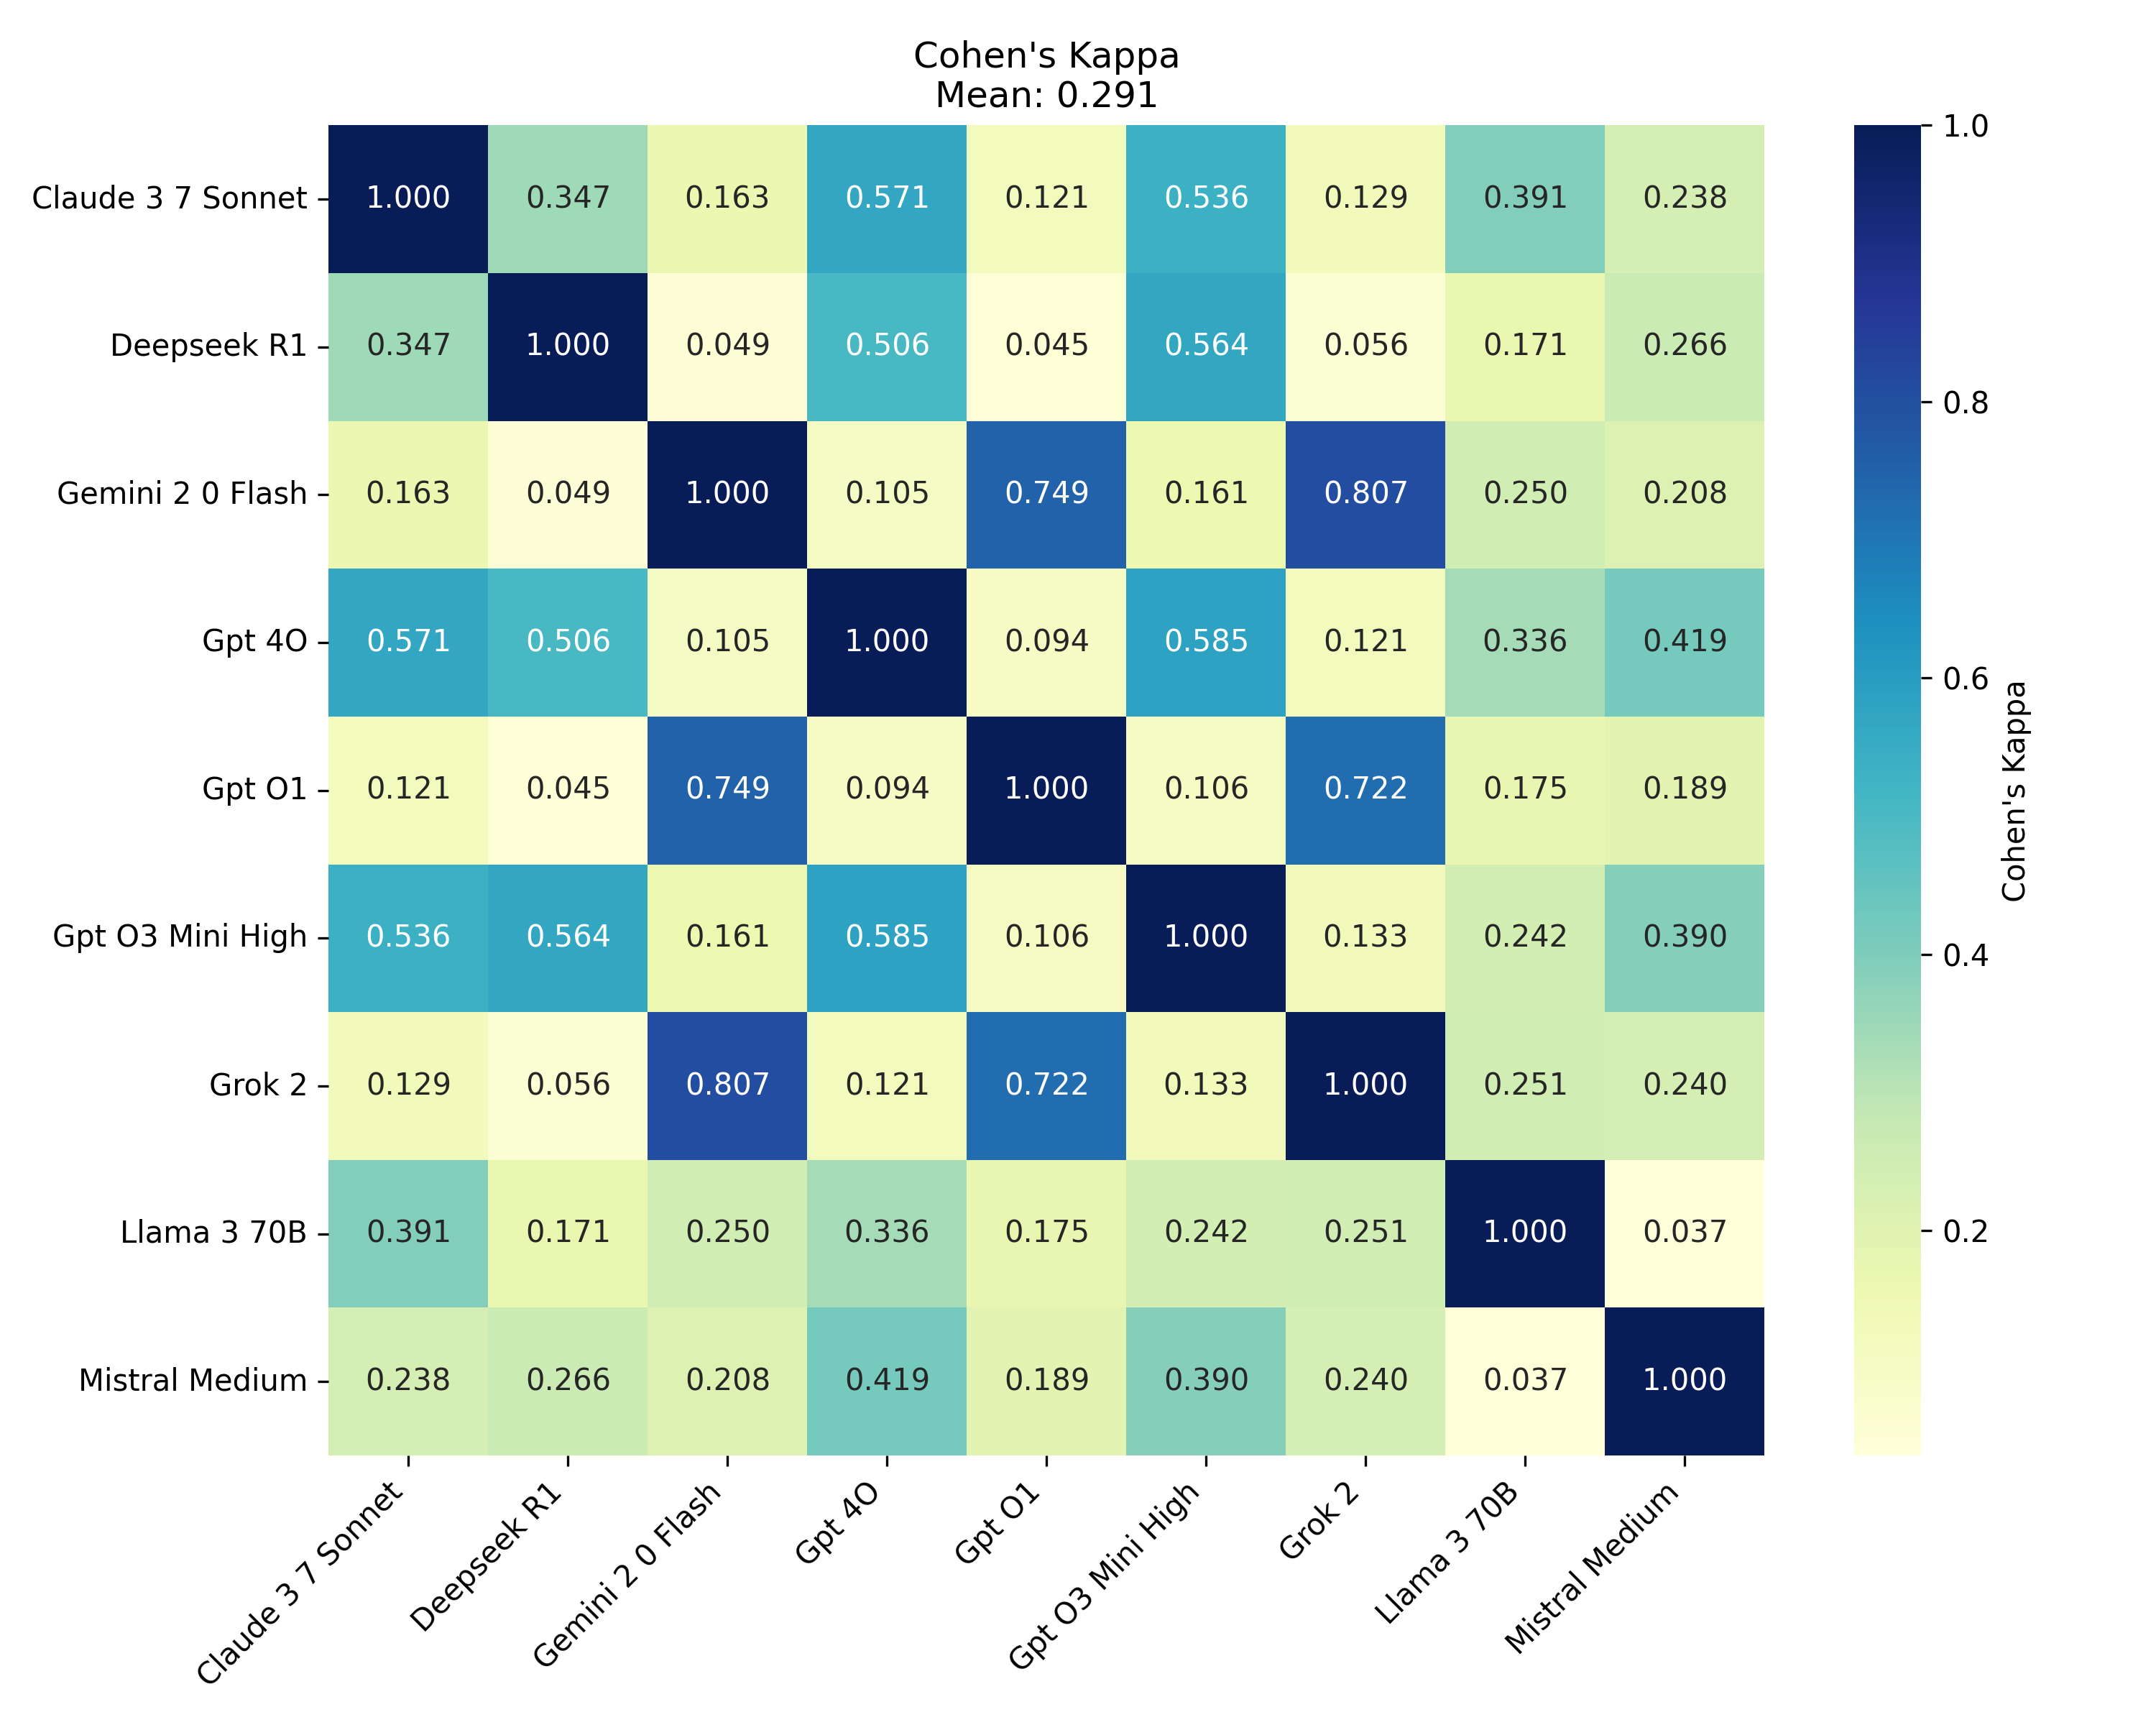 Cohen's Kappa
Mean: 0.291
Claude 3 7 Sonnet 1.000 0.347 0.163 0.571 0.121 0.536 0.129 0.391 0.238
Deepseek R1 0.347 1.000 0.049 0.506 0.045 0.564 0.056 0.171 0.266
Gemini 2 0 Flash 0.163 0.049 1.000 0.105 0.749 0.161 0.807 0.250 0.208
Gpt 4O 0.571 0.506 0.105 1.000 0.094 0.585 0.121 0.336 0.419
Gpt O1 0.121 0.045 0.749 0.094 1.000 0.106 0.722 0.175 0.189
Gpt O3 Mini High 0.536 0.564 0.161 0.585 0.106 1.000 0.133 0.242 0.390
Grok 2 0.129 0.056 0.807 0.121 0.722 0.133 1.000 0.251 0.240
Llama 3 70B 0.391 0.171 0.250 0.336 0.175 0.242 0.251 1.000 0.037
Mistral Medium 0.238 0.266 0.208 0.419 0.189 0.390 0.240 0.037 1.000
Claude 3 7 Sonnet
Deepseek R1
Gemini 2 0 Flash
Gpt 4O
Gpt O1
Gpt O3 Mini High
Grok 2
Llama 3 70B
Mistral Medium
1.0
0.8
0.6
0.4
0.2
Cohen's Kappa